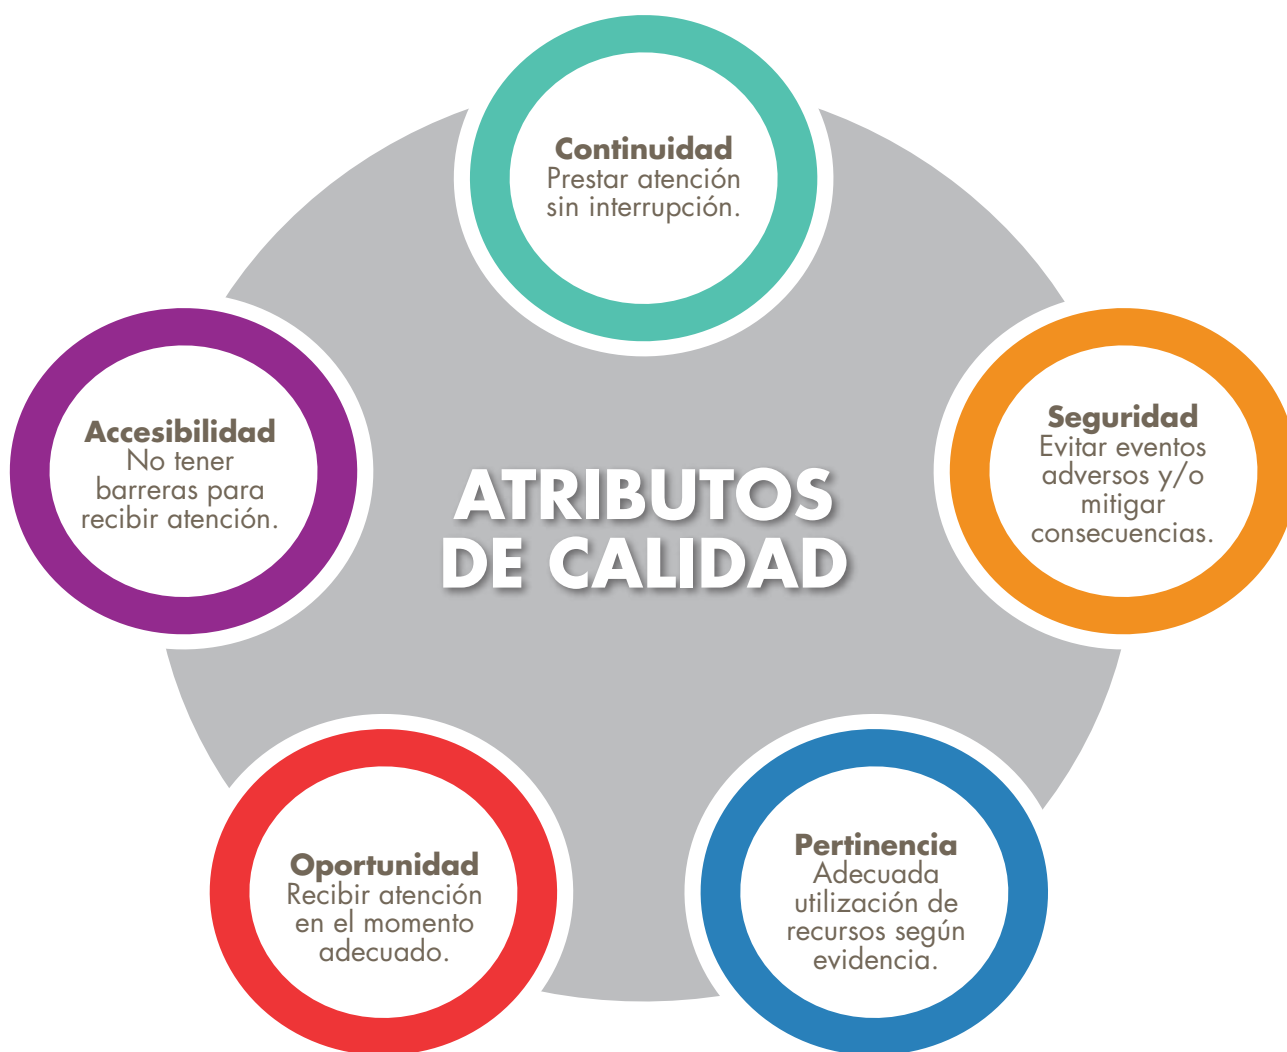 Continuidad
Prestar atención
sin interrupción.
Accesibilidad
No tener
barreras para
recibir atención.
Seguridad
Evitar eventos
adversos y/o
mitigar
consecuencias.
ATRIBUTOS
DE CALIDAD
Oportunidad
Recibir atención
en el momento
adecuado.
Pertinencia
Adecuada
utilización de
recursos según
evidencia.